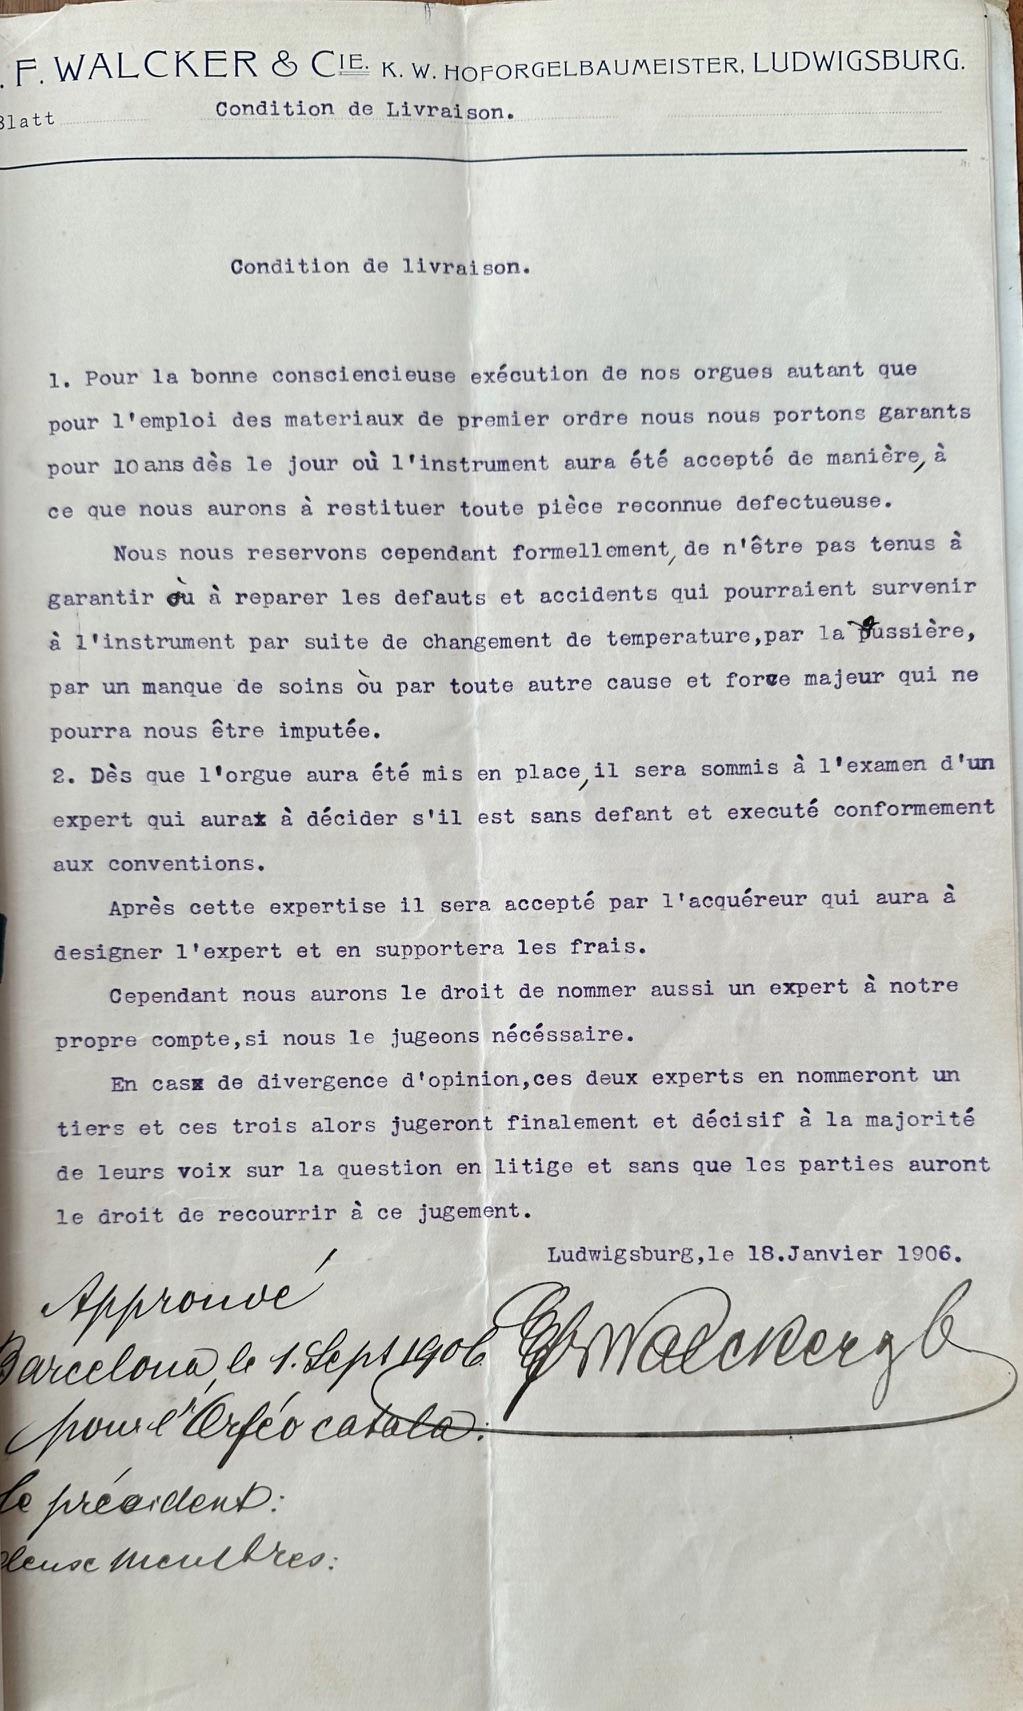 . F. WALCKER & CIE. K. W. HOFORGELBAUMEISTER, LUDWIGSBURG.
Blatt Condition de Livraison.
Condition de livraison.
1. Pour la bonne consciencieuse exécution de nos orgues autant que
pour l'emploi des materiaux de premier ordre nous nous portons garants
pour 10 ans dès le jour où l'instrument aura été accepté de manière, à
ce que nous aurons à restituer toute pièce reconnue defectueuse.
Nous nous reservons cependant formellement, de n'être pas tenus à
garantir où à reparer les defauts et accidents qui pourraient survenir
à l'instrument par suite de changement de temperature,par la poussière,
par un manque de soins où par toute autre cause et force majeur qui ne
pourra nous être imputée.
2. Dès que l'orgue aura été mis en place, il sera sommis à l'examen d'un
expert qui aura à décider s'il est sans defant et executé conformement
aux conventions.
Après cette expertise il sera accepté par l'acquéreur qui aura à
designer l'expert et en supportera les frais.
Cependant nous aurons le droit de nommer aussi un expert à notre
propre compte,si nous le jugeons nécéssaire.
En cas de divergence d'opinion,ces deux experts en nommeront un
tiers et ces trois alors jugeront finalement et décisif à la majorité
de leurs voix sur la question en litige et sans que les parties auront
le droit de recourrir à ce jugement.
Ludwigsburg,le 18.Janvier 1906.
Approuvé
Barcelona, le 1. Sept 1906 EFWalcker & C
pour l'Orféo català:
le président:
deux membres: